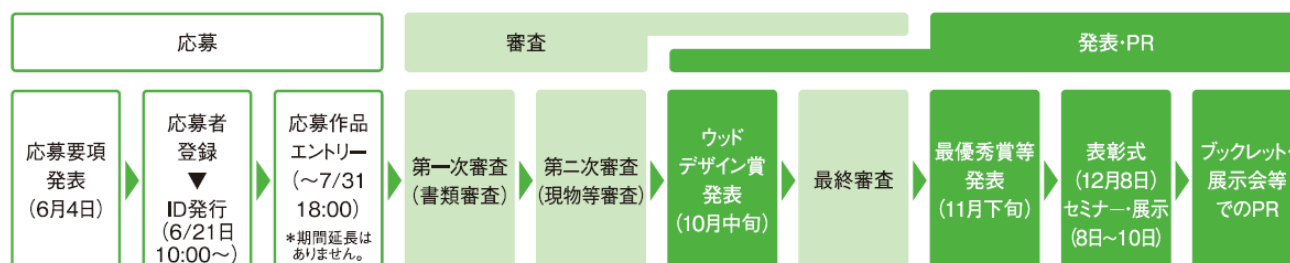 応募
審査
発表・PR
応募要項
発表
(6月4日)
応募者
登録
▼
ID発行
(6/21日
10:00〜)
応募作品
エントリー
(〜7/31
18:00)
*期間延長は
ありません。
第一次審査
(書類審査)
第二次審査
(現物等審査)
ウッド
デザイン賞
発表
(10月中旬)
最終審査
最優秀賞等
発表
(11月下旬)
表彰式
(12月8日)
セミナー・展示
(8日〜10日)
ブックレット・
展示会等
でのPR